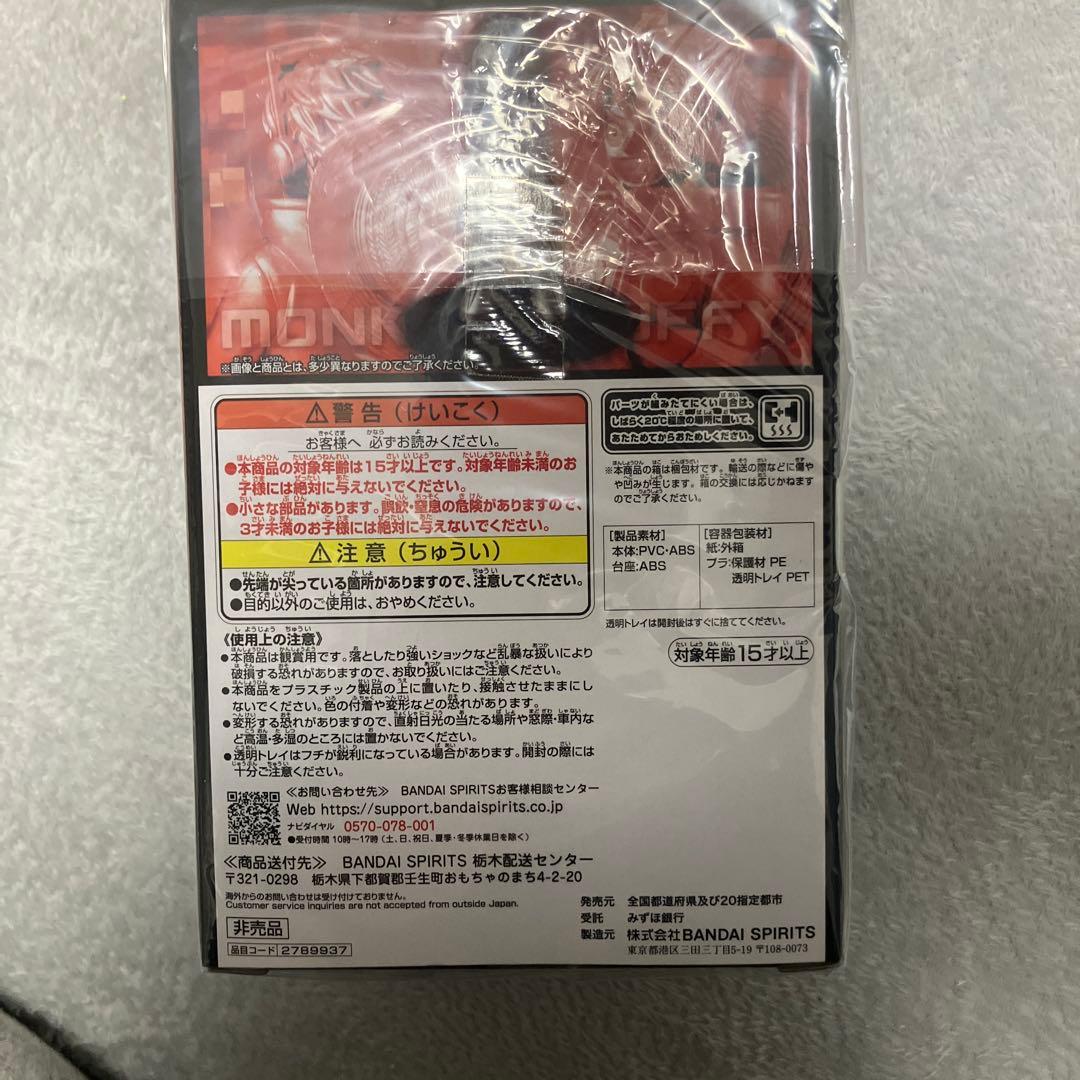 MONK UFFY
※画像と商品とは、多少異なりますのでご了承ください。
⚠警告(けいこく)
お客様へ 必ずお読みください。
●本商品の対象年齢は15才以上です。対象年齢未満のお
子様には絶対に与えないでください。
●小さな部品があります。誤飲・窒息の危険がありますので、
3才未満のお子様には絶対に与えないでください。
⚠注意(ちゅうい)
●先端が尖っている箇所がありますので、注意してください。
●目的以外のご使用は、おやめください。
《使用上の注意》
●本商品は観賞用です。落としたり強いショックなど乱暴な扱いにより
破損する恐れがありますので、お取り扱いにはご注意ください。
●本商品をプラスチック製品の上に置いたり、接触させたままにし
ないでください。色の付着や変形などの恐れがあります。
●変形する恐れがありますので、直射日光の当たる場所や窓際・車内な
ど高温・多湿のところには置かないでください。
●透明トレイはフチが鋭利になっている場合があります。開封の際には
十分ご注意ください。
パーツが組みたてにくい場合は、
しばらく20℃程度の場所に置いて、
あたためてからおためしください。
※本商品の箱は梱包材です。輸送の際などに傷や
や凹みが生じます。箱の交換には応じかねます
のでご了承ください。
[製品素材]
本体:PVC・ABS
台座:ABS
[容器包装材]
紙:外箱
プラ:保護材 PE
透明トレイ PET
透明トレイは開封後はすぐに捨ててください。
対象年齢15才以上
≪お問い合わせ先≫ BANDAI SPIRITSお客様相談センター
Web https://support.bandaispirits.co.jp
ナビダイヤル 0570-078-001
●受付時間 10時〜17時(土、日、祝日、夏季・冬季休業日を除く)
≪商品送付先≫ BANDAI SPIRITS 栃木配送センター
〒321-0298 栃木県下都賀郡壬生町おもちゃのまち4-2-20
海外からのお問い合わせは受け付けておりません。
Customer service inquiries are not accepted from outside Japan.
非売品
品目コード 2789937
発売元 全国都道府県及び20指定都市
受託 みずほ銀行
製造元 株式会社BANDAI SPIRITS
東京都港区三田三丁目5-19 〒108-0073